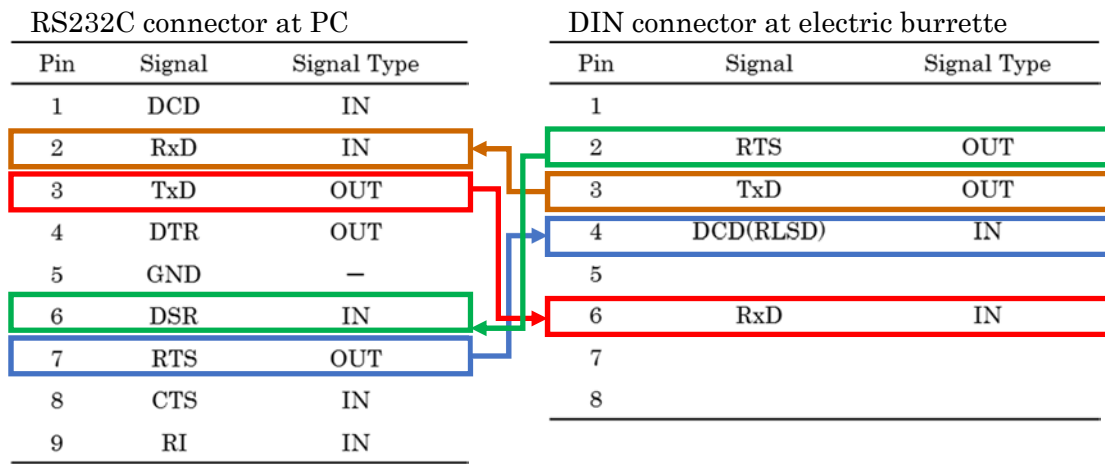 RS232C connector at PC
Pin Signal Signal Type
1 DCD IN
2 RxD IN
3 TxD OUT
4 DTR OUT
5 GND —
6 DSR IN
7 RTS OUT
8 CTS IN
9 RI IN
DIN connector at electric burrette
Pin Signal Signal Type
1
2 RTS OUT
3 TxD OUT
4 DCD(RLSD) IN
5
6 RxD IN
7
8